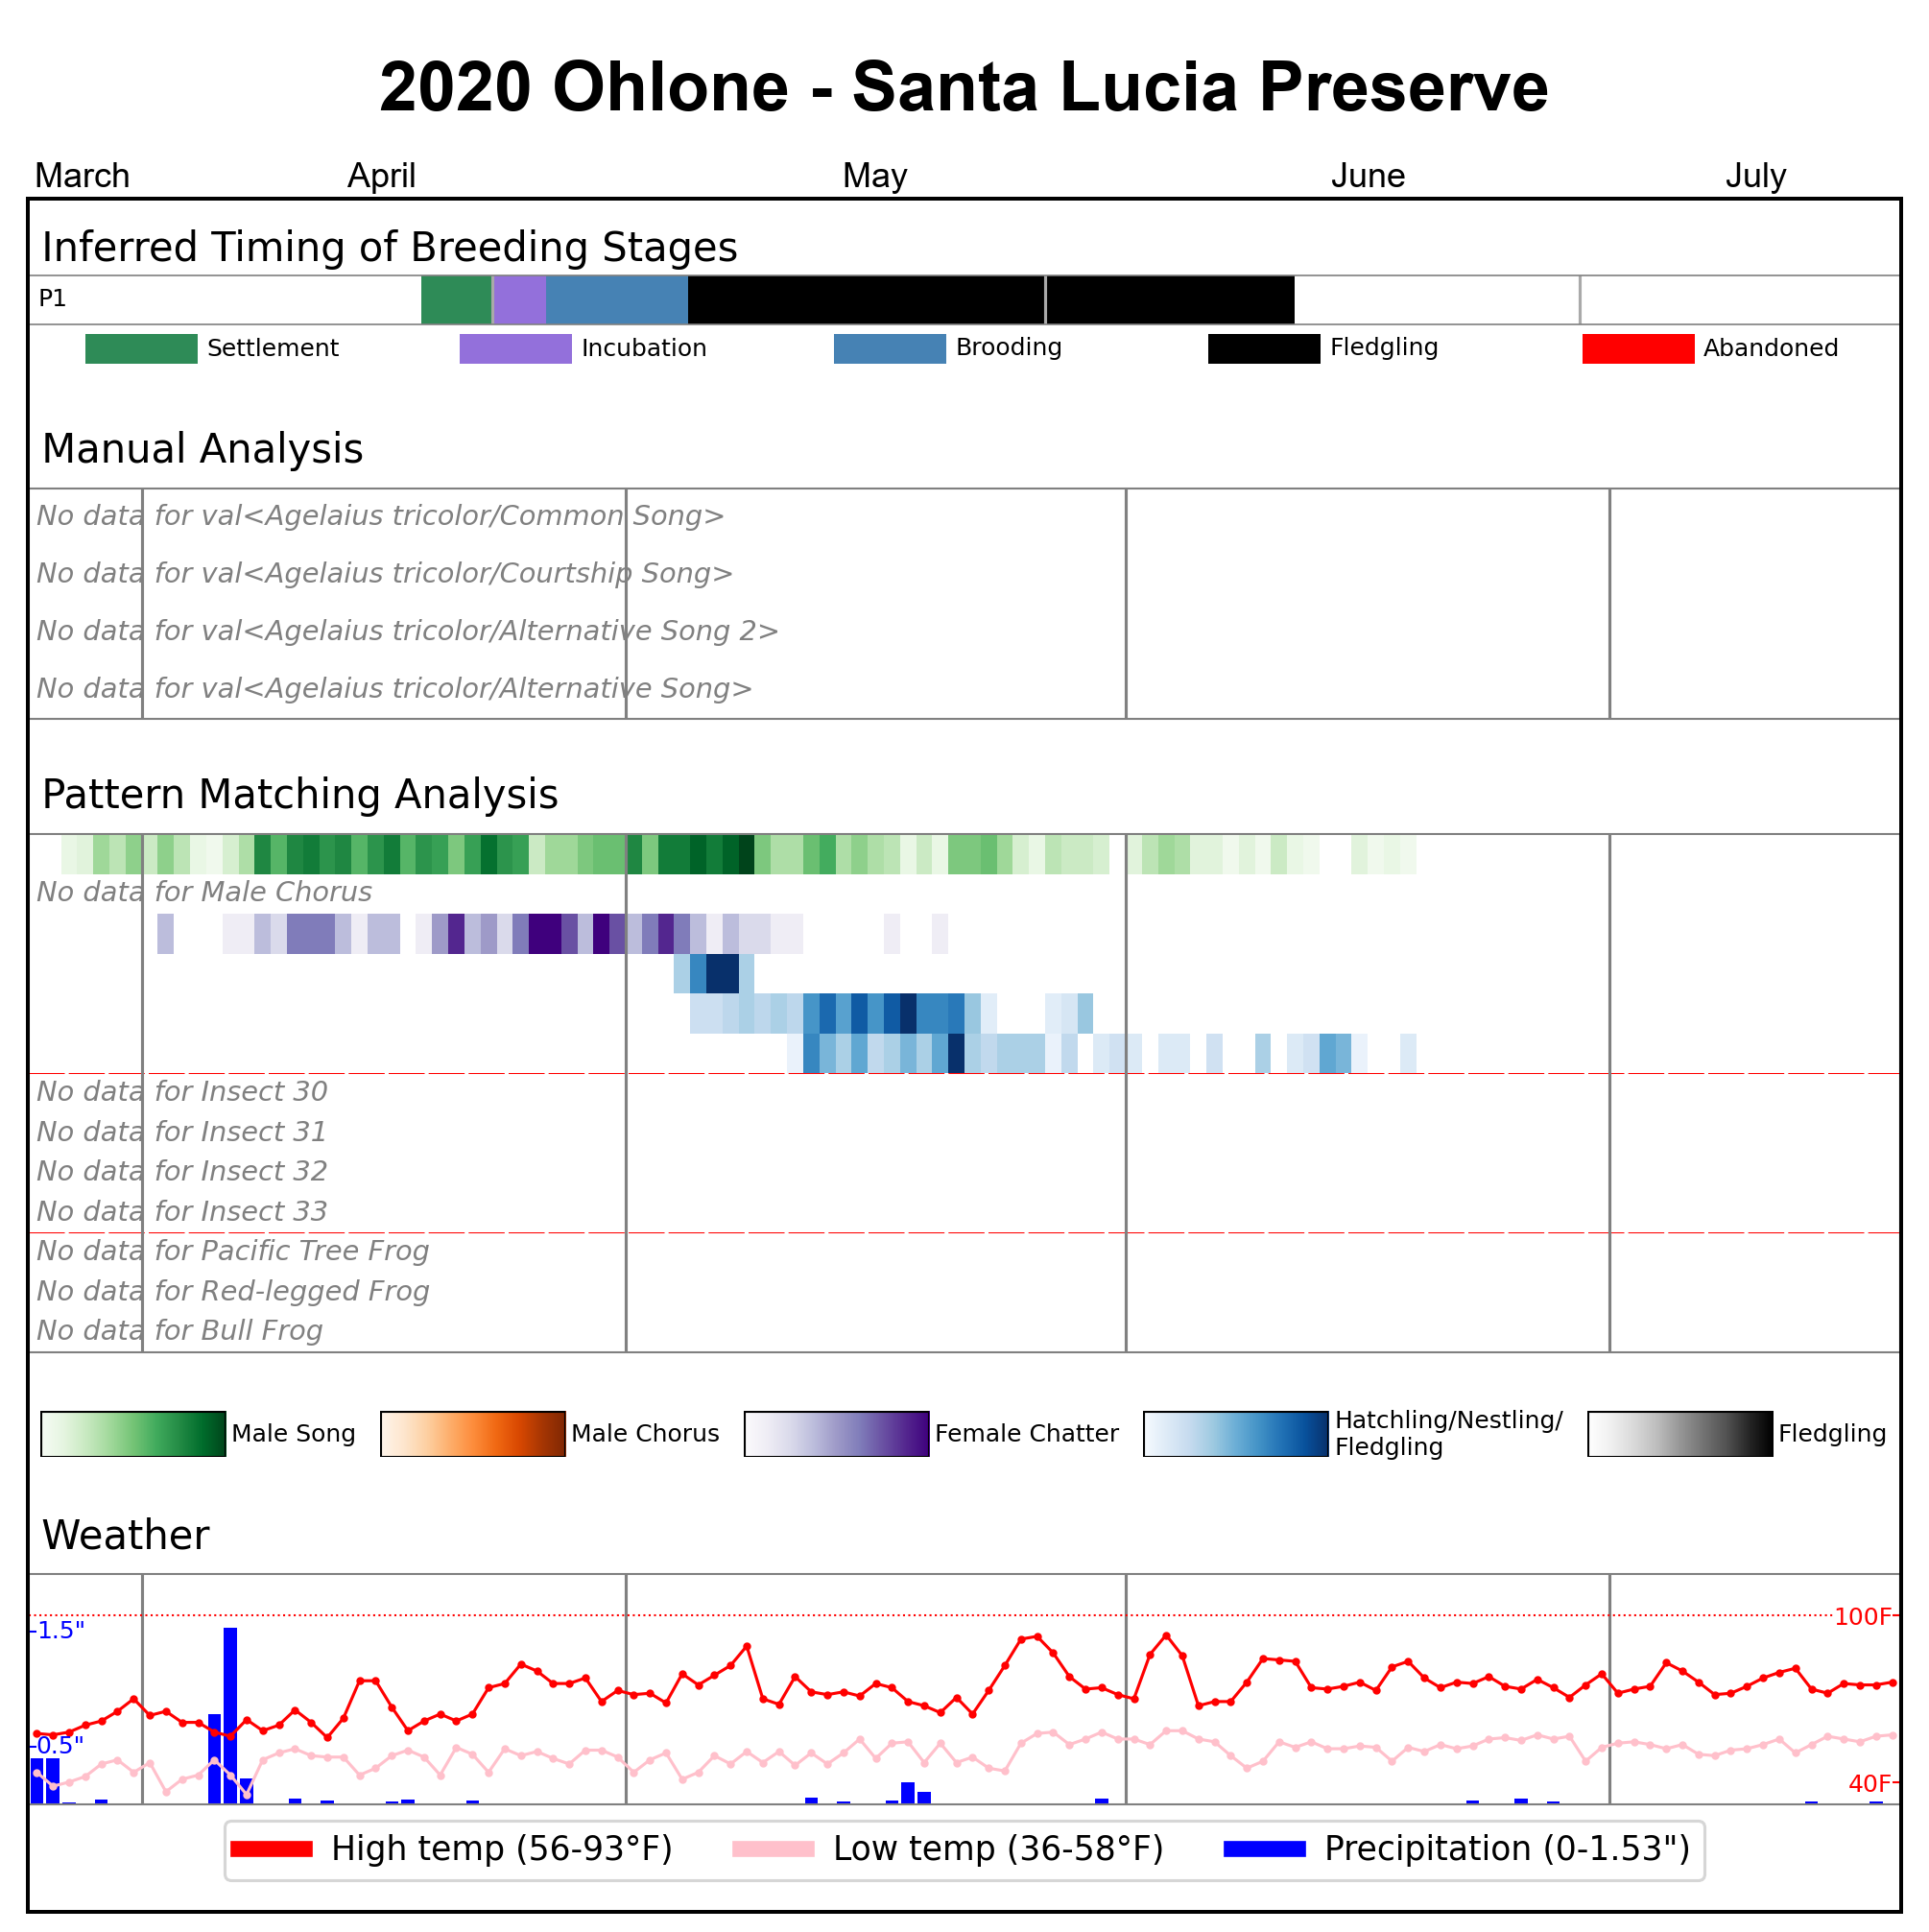 2020 Ohlone - Santa Lucia Preserve
March April May June July
Inferred Timing of Breeding Stages
P1
Settlement Incubation Brooding Fledgling Abandoned
Manual Analysis
No data for val<Agelaius tricolor/Common Song>
No data for val<Agelaius tricolor/Courtship Song>
No data for val<Agelaius tricolor/Alternative Song 2>
No data for val<Agelaius tricolor/Alternative Song>
Pattern Matching Analysis
No data for Male Chorus
No data for Insect 30
No data for Insect 31
No data for Insect 32
No data for Insect 33
No data for Pacific Tree Frog
No data for Red-legged Frog
No data for Bull Frog
Male Song Male Chorus Female Chatter Hatchling/Nestling/
Fledgling Fledgling
Weather
100F
1.5"
0.5"
40F
High temp (56-93°F) Low temp (36-58°F) Precipitation (0-1.53")